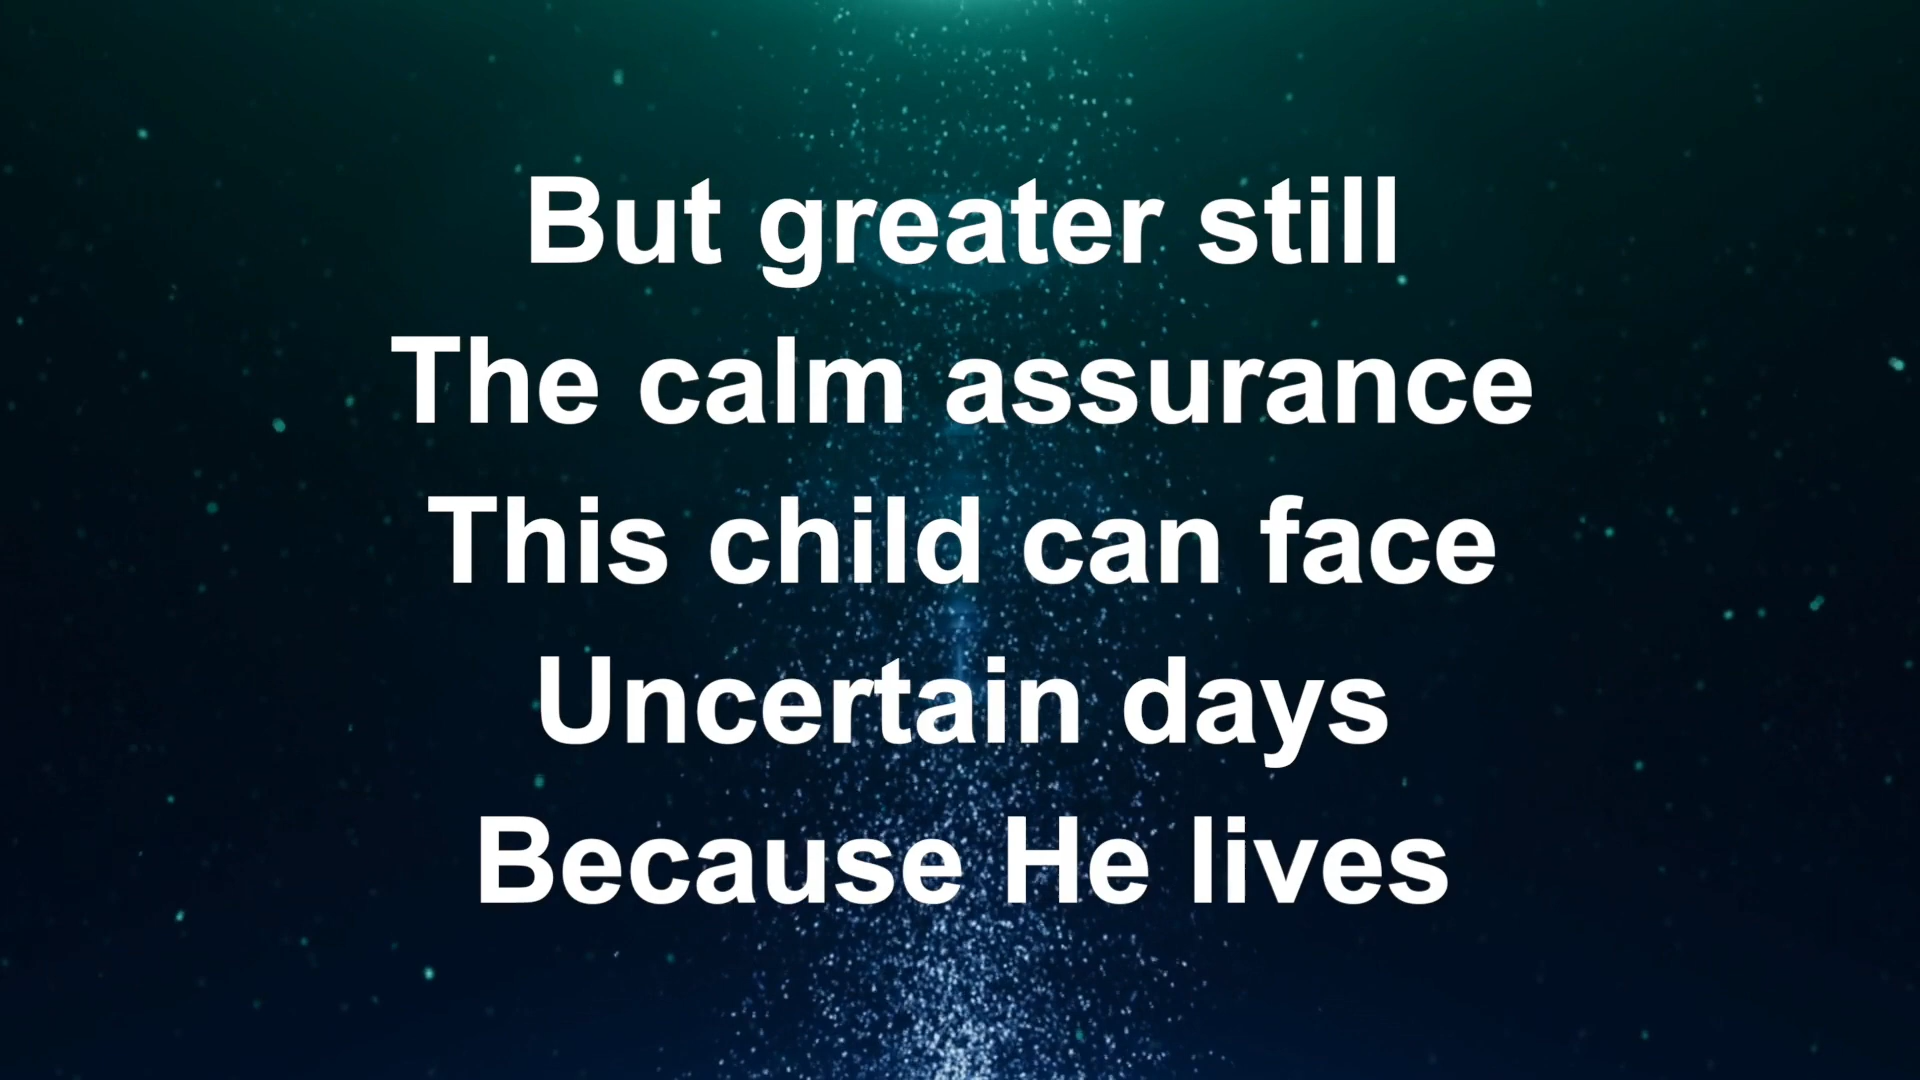 But greater still
The calm assurance
This child can face
Uncertain days
Because He lives